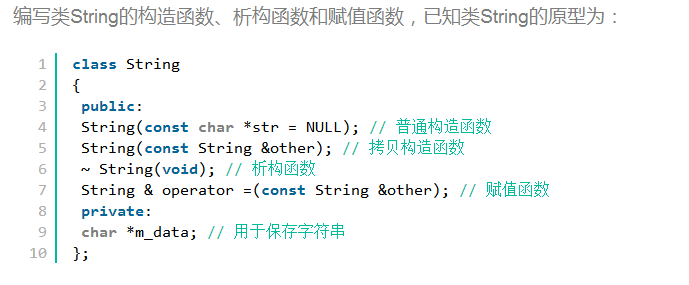 编写类String的构造函数、析构函数和赋值函数，已知类String的原型为：
1 class String
2 {
3 public:
4 String(const char *str = NULL); // 普通构造函数
5 String(const String &other); // 拷贝构造函数
6 ~ String(void); // 析构函数
7 String & operator =(const String &other); // 赋值函数
8 private:
9 char *m_data; // 用于保存字符串
10 };